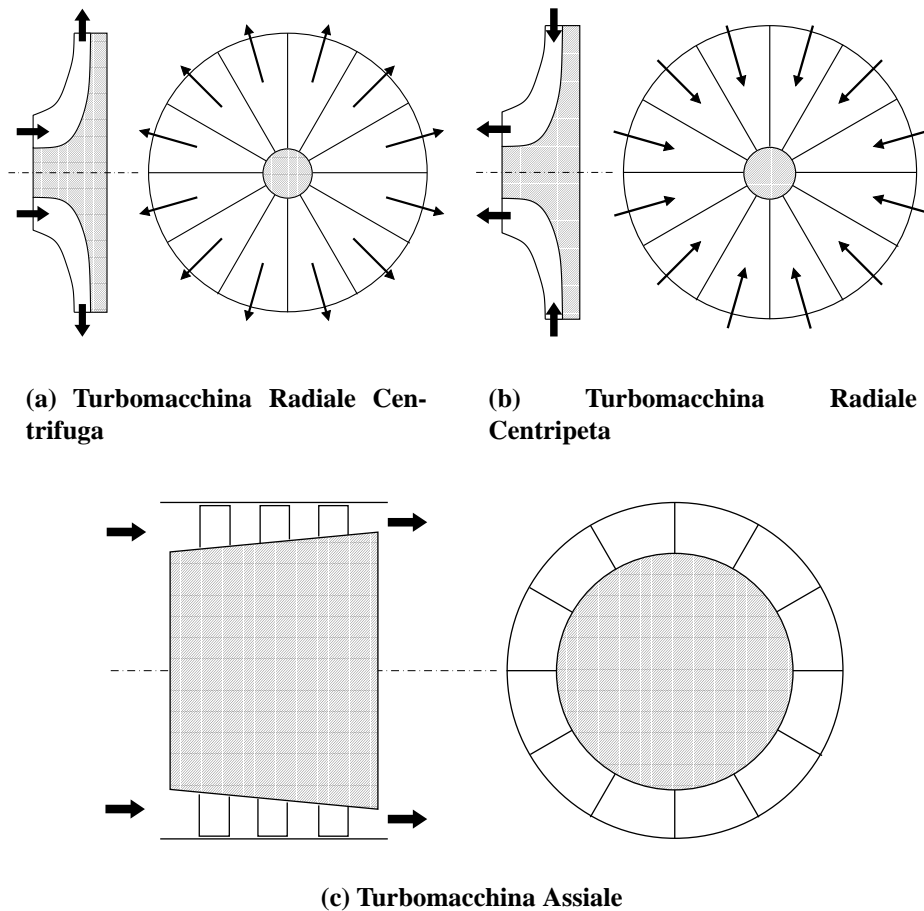 (a) Turbomacchina Radiale Cen-
trifuga
(b) Turbomacchina Radiale
Centripeta
(c) Turbomacchina Assiale